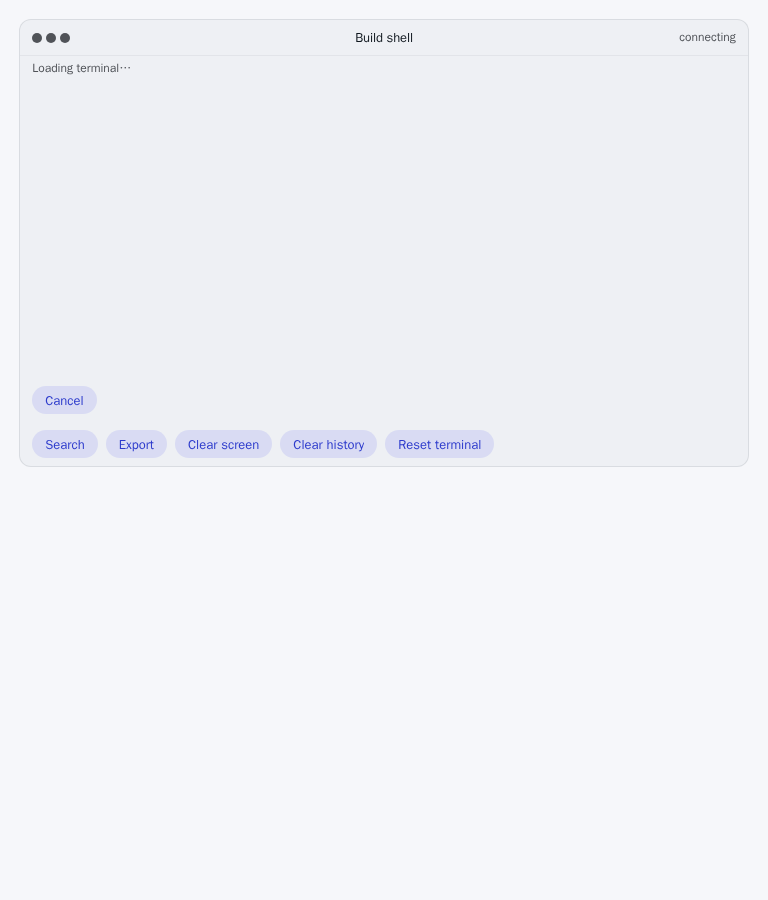 Build shell
connecting
Loading terminal⋯
Cancel
Search
Export
Clear screen
Clear history
Reset terminal